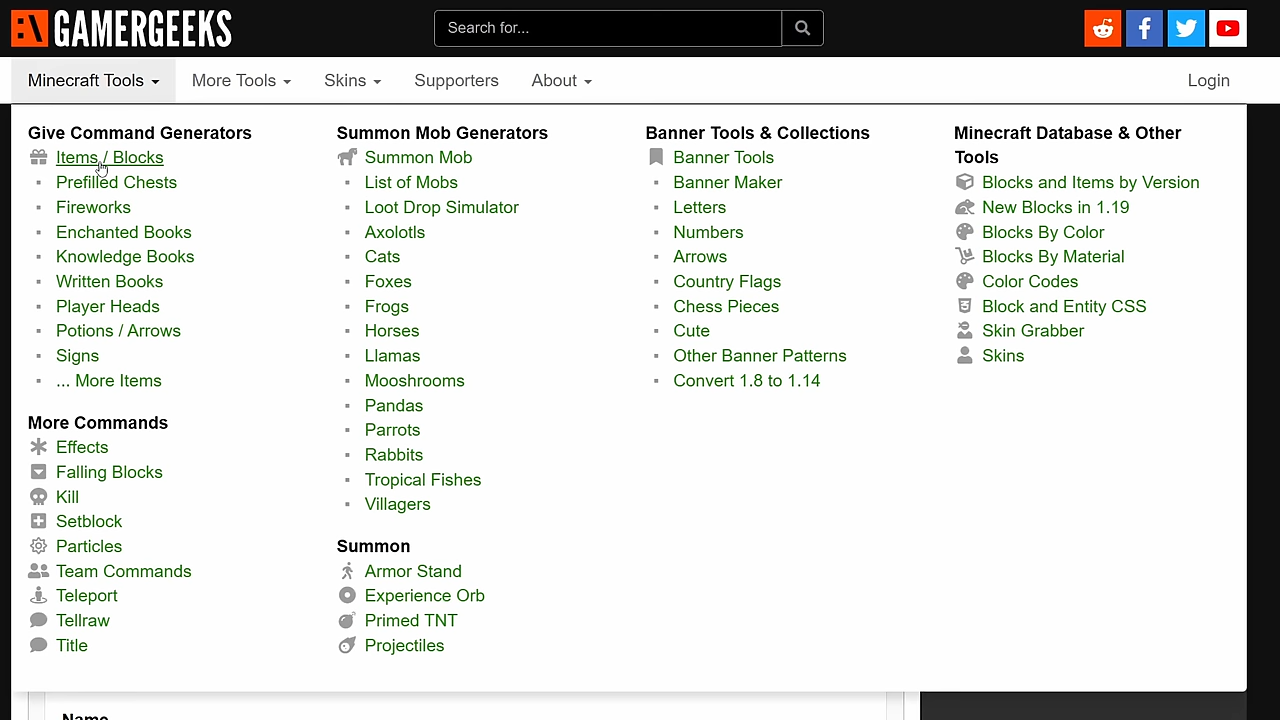 :\ GAMERGEEKS
Search for...
Minecraft Tools
More Tools
Skins
Supporters
About
Login
Give Command Generators
Items / Blocks
Prefilled Chests
Fireworks
Enchanted Books
Knowledge Books
Written Books
Player Heads
Potions / Arrows
Signs
... More Items
More Commands
Effects
Falling Blocks
Kill
Setblock
Particles
Team Commands
Teleport
Tellraw
Title
Summon Mob Generators
Summon Mob
List of Mobs
Loot Drop Simulator
Axolotls
Cats
Foxes
Frogs
Horses
Llamas
Mooshrooms
Pandas
Parrots
Rabbits
Tropical Fishes
Villagers
Summon
Armor Stand
Experience Orb
Primed TNT
Projectiles
Banner Tools & Collections
Banner Tools
Banner Maker
Letters
Numbers
Arrows
Country Flags
Chess Pieces
Cute
Other Banner Patterns
Convert 1.8 to 1.14
Minecraft Database & Other
Tools
Blocks and Items by Version
New Blocks in 1.19
Blocks By Color
Blocks By Material
Color Codes
Block and Entity CSS
Skin Grabber
Skins
Name